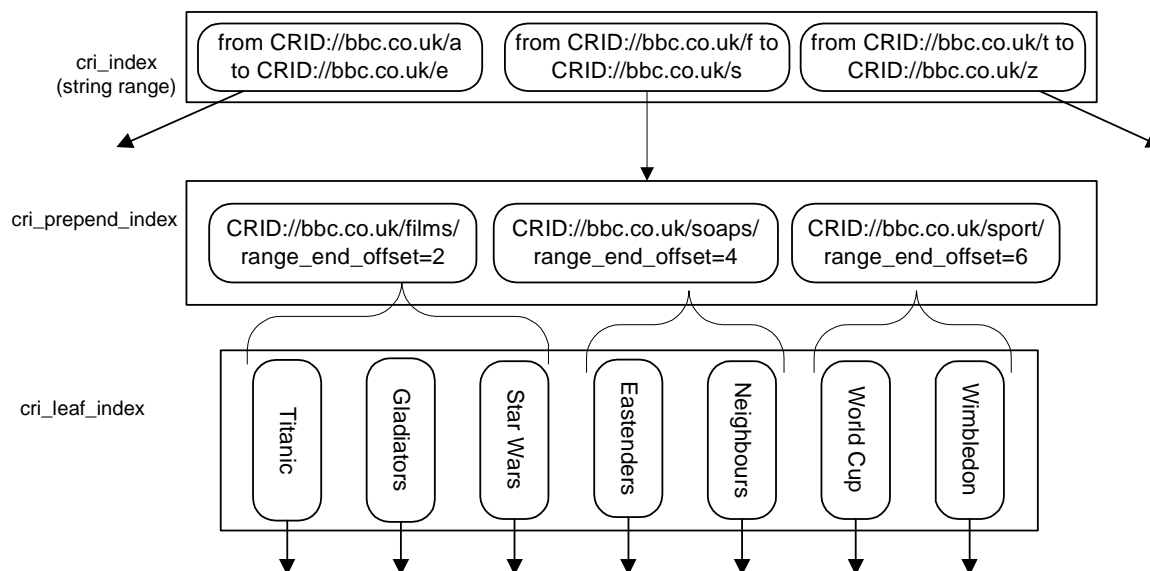 cri_index
(string range)
from CRID://bbc.co.uk/a
to CRID://bbc.co.uk/e
from CRID://bbc.co.uk/f to
CRID://bbc.co.uk/s
from CRID://bbc.co.uk/t to
CRID://bbc.co.uk/z
cri_prepend_index
CRID://bbc.co.uk/films/
range_end_offset=2
CRID://bbc.co.uk/soaps/
range_end_offset=4
CRID://bbc.co.uk/sport/
range_end_offset=6
cri_leaf_index
Titanic
Gladiators
Star Wars
Eastenders
Neighbours
World Cup
Wimbledon